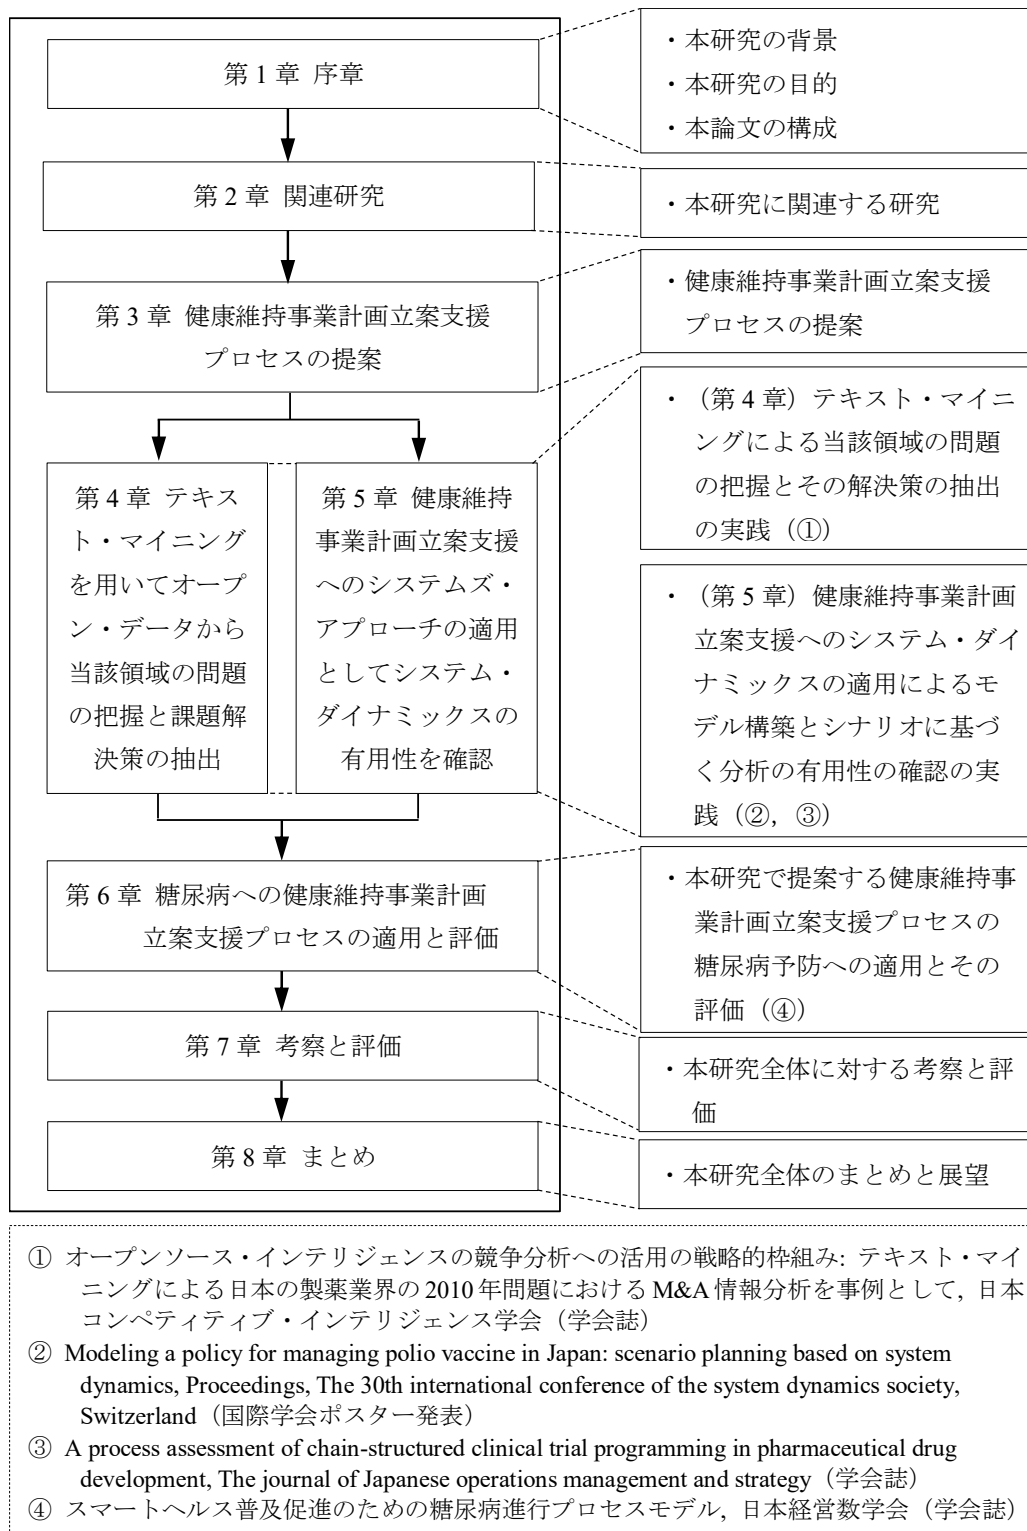 第1章 序章
・本研究の背景
・本研究の目的
・本論文の構成
第2章 関連研究
・本研究に関連する研究
第3章 健康維持事業計画立案支援
プロセスの提案
・健康維持事業計画立案支援
プロセスの提案
第4章 テキス
ト・マイニング
を用いてオープ
ン・データから
当該領域の問題
の把握と課題解
決策の抽出
第5章 健康維持
事業計画立案支援
へのシステムズ・
アプローチの適用
としてシステム・
ダイナミックスの
有用性を確認
・（第4章）テキスト・マイニ
ングによる当該領域の問題
の把握とその解決策の抽出
の実践（①）
・（第5章）健康維持事業計画
立案支援へのシステム・ダイ
ナミックスの適用によるモ
デル構築とシナリオに基づ
く分析の有用性の確認の実
践（②，③）
第6章 糖尿病への健康維持事業計画
立案支援プロセスの適用と評価
・本研究で提案する健康維持事
業計画立案支援プロセスの
糖尿病予防への適用とその
評価（④）
第7章 考察と評価
・本研究全体に対する考察と評
価
第8章 まとめ
・本研究全体のまとめと展望
① オープンソース・インテリジェンスの競争分析への活用の戦略的枠組み: テキスト・マイ
ニングによる日本の製薬業界の2010年問題におけるM&A情報分析を事例として, 日本
コンペティティブ・インテリジェンス学会（学会誌）
② Modeling a policy for managing polio vaccine in Japan: scenario planning based on system
dynamics, Proceedings, The 30th international conference of the system dynamics society,
Switzerland（国際学会ポスター発表）
③ A process assessment of chain-structured clinical trial programming in pharmaceutical drug
development, The journal of Japanese operations management and strategy（学会誌）
④ スマートヘルス普及促進のための糖尿病進行プロセスモデル, 日本経営数学会（学会誌）